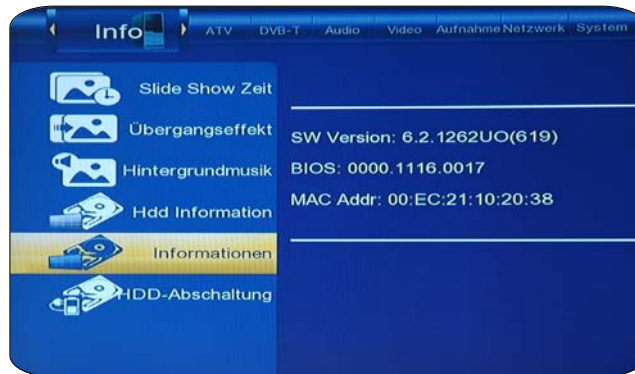 Info ATV DVB-T Audio Video Aufnahme Netzwerk System
Slide Show Zeit
Übergangseffekt
Hintergrundmusik
Hdd Information
Informationen
HDD-Abschaltung
SW Version: 6.2.1262UO(619)
BIOS: 0000.1116.0017
MAC Addr: 00:EC:21:10:20:38